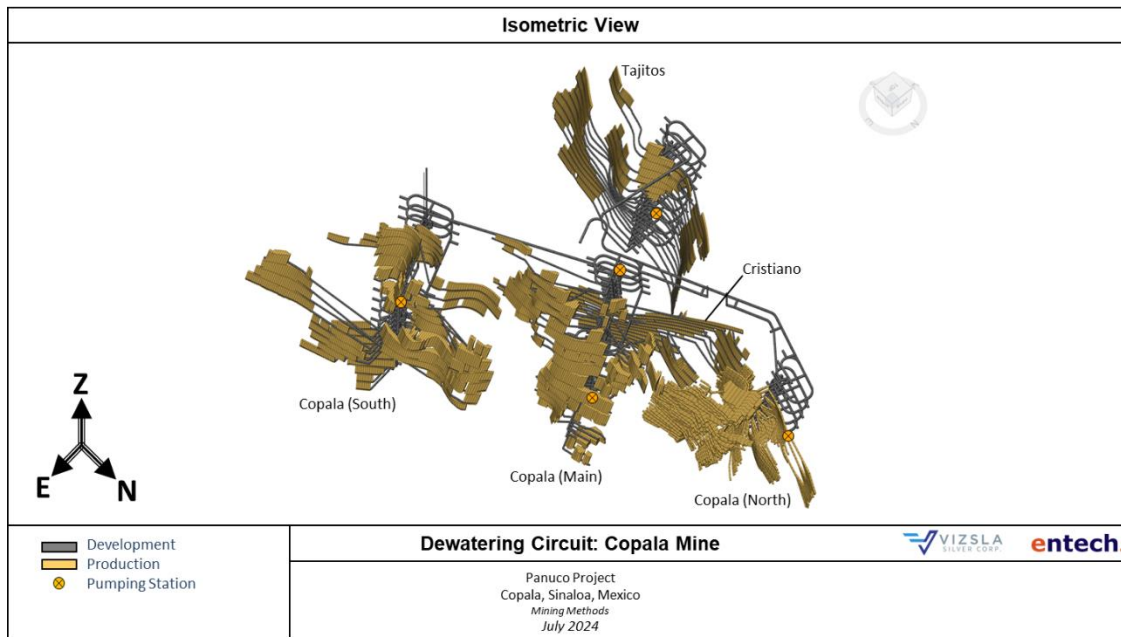 Isometric View
Tajitos
Cristiano
Copala (South)
Copala (Main)
Copala (North)
Z
E
N
Development
Production
Pumping Station
Dewatering Circuit: Copala Mine
VIZSLA
SILVER CORP.
entech.
Panuco Project
Copala, Sinaloa, Mexico
Mining Methods
July 2024